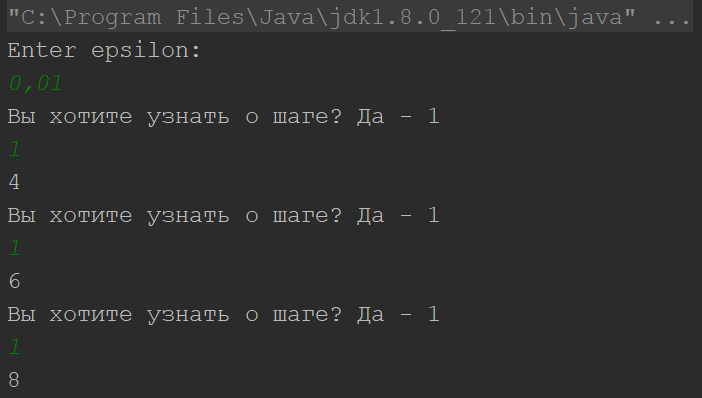 "C:\Program Files\Java\jdk1.8.0_121\bin\java" ...
Enter epsilon:
0,01
Вы хотите узнать о шаге? Да - 1
1
4
Вы хотите узнать о шаге? Да - 1
1
6
Вы хотите узнать о шаге? Да - 1
1
8